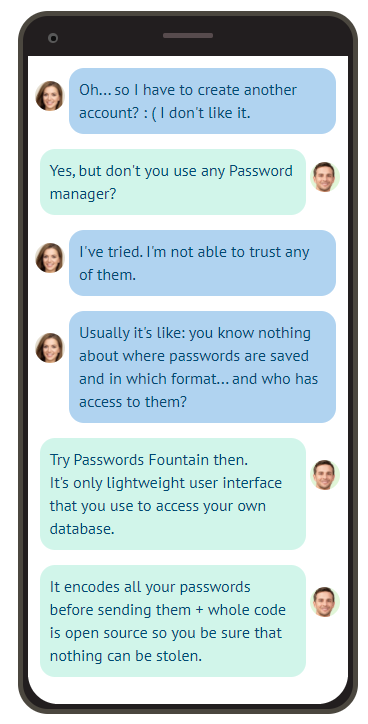 Oh... so I have to create another
account? : ( I don't like it.
Yes, but don't you use any Password
manager?
I've tried. I'm not able to trust any
of them.
Usually it's like: you know nothing
about where passwords are saved
and in which format... and who has
access to them?
Try Passwords Fountain then.
It's only lightweight user interface
that you use to access your own
database.
It encodes all your passwords
before sending them + whole code
is open source so you be sure that
nothing can be stolen.